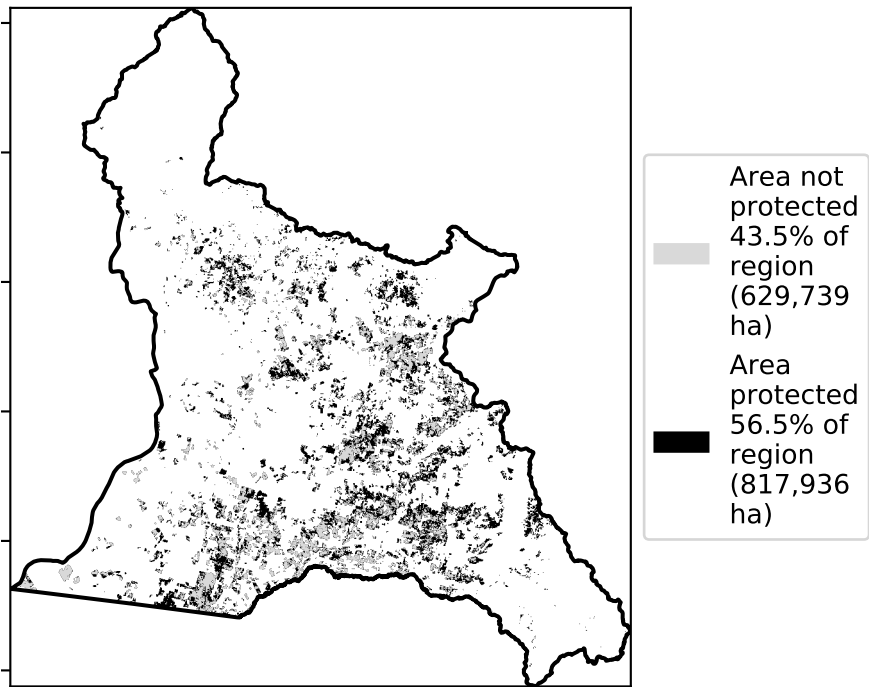 Area not
protected
43.5% of
region
(629,739
ha)
Area
protected
56.5% of
region
(817,936
ha)